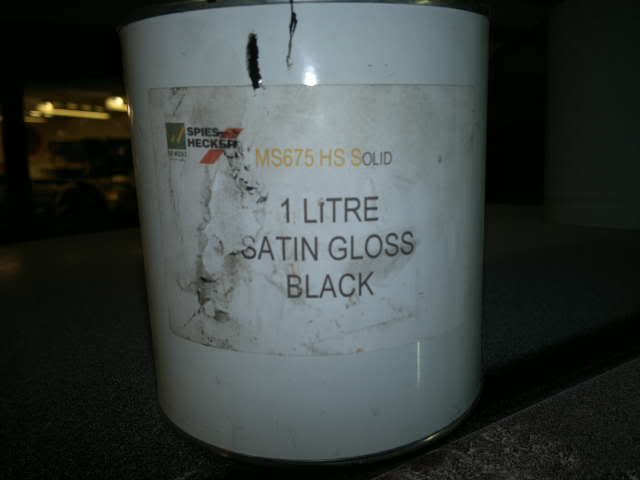 SPIES
HECKER
MS675 HS SOLID
1 LiTRE
SATIN GLOSS
BLACK